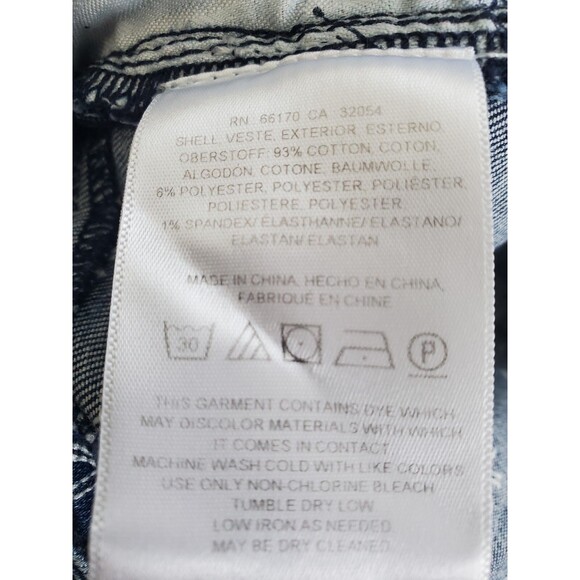 RN 66170 CA 32054
SHELL, VESTE, EXTERIOR, ESTERNO,
OBERSTOFF: 93% COTTON, COTON,
ALGODÓN, COTONE, BAUMWOLLE,
6% POLYESTER, POLYESTER, POLIÉSTER,
POLIESTERE, POLYESTER,
1% SPANDEX/ ÉLASTHANNE/ ELASTANO/
ELASTAN/ ELASTAN
MADE IN CHINA, HECHO EN CHINA,
FABRIQUÉ EN CHINE
30 P
THIS GARMENT CONTAINS DYE WHICH
MAY DISCOLOR MATERIALS WITH WHICH
IT COMES IN CONTACT.
MACHINE WASH COLD WITH LIKE COLORS
USE ONLY NON-CHLORINE BLEACH
TUMBLE DRY LOW
LOW IRON AS NEEDED.
MAY BE DRY CLEANED